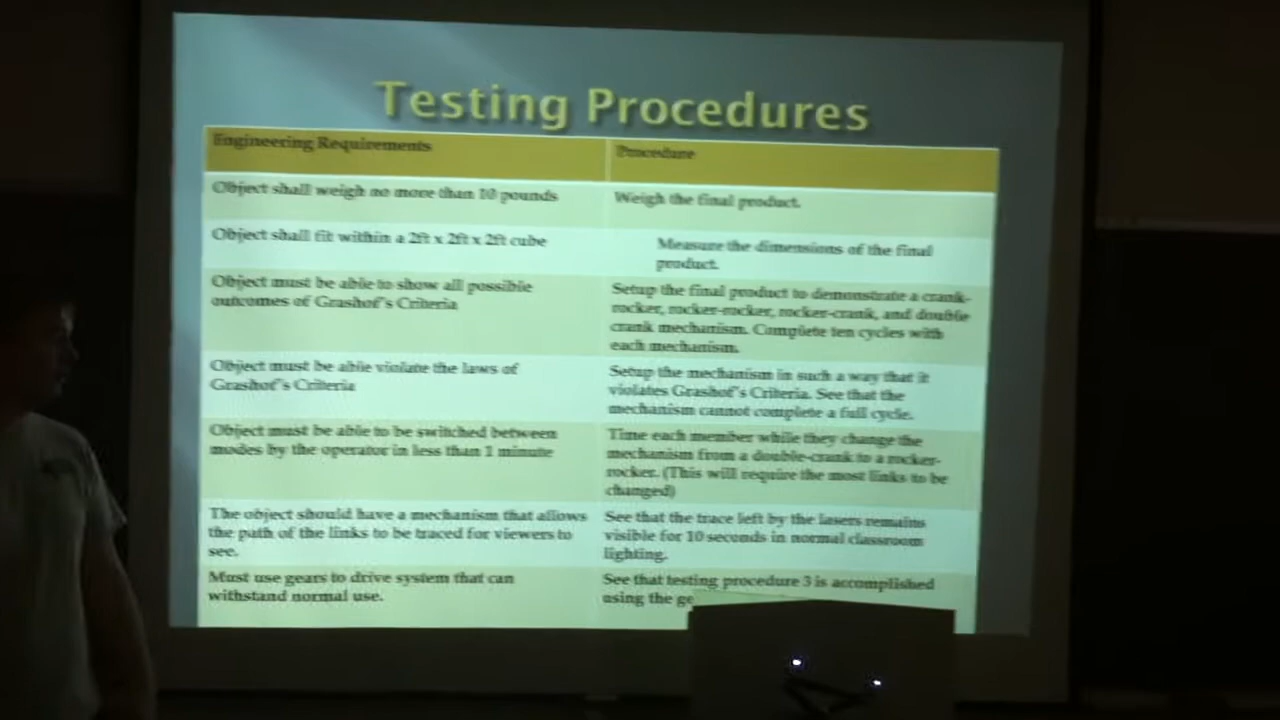 Testing Procedures
Engineering Requirements
Procedure
Object shall weigh no more than 10 pounds
Weigh the final product.
Object shall fit within a 2ft x 2ft x 2ft cube
Measure the dimensions of the final
product.
Object must be able to show all possible
outcomes of Grashof's Criteria
Setup the final product to demonstrate a crank-
rocker, rocker-rocker, rocker-crank, and double
crank mechanism. Complete ten cycles with
each mechanism.
Object must be able violate the laws of
Grashof's Criteria
Setup the mechanism in such a way that it
violates Grashof's Criteria. See that the
mechanism cannot complete a full cycle.
Object must be able to be switched between
modes by the operator in less than 1 minute
Time each member while they change the
mechanism from a double-crank to a rocker-
rocker. (This will require the most links to be
changed)
The object should have a mechanism that allows
the path of the links to be traced for viewers to
see.
See that the trace left by the lasers remains
visible for 10 seconds in normal classroom
lighting.
Must use gears to drive system that can
withstand normal use.
See that testing procedure 3 is accomplished
using the